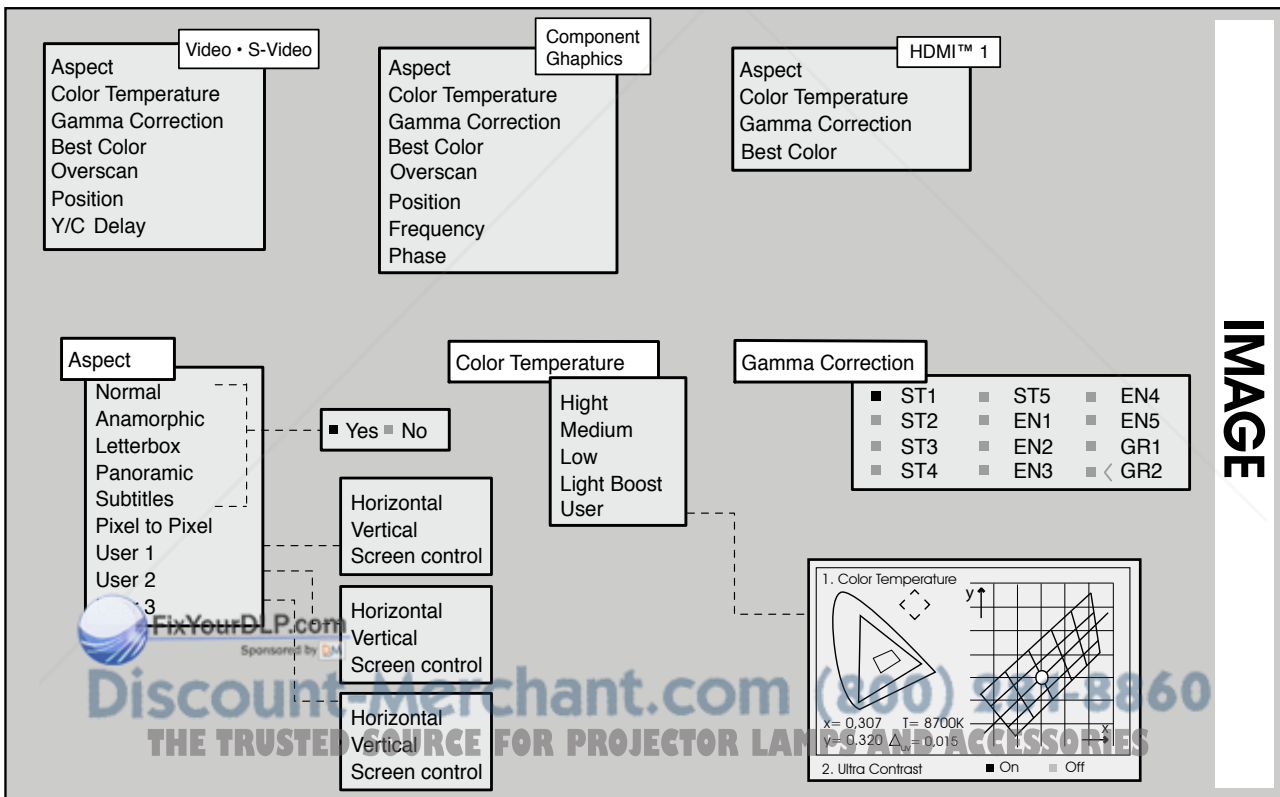 Video • S-Video
Aspect
Color Temperature
Gamma Correction
Best Color
Overscan
Position
Y/C Delay
Component
Ghaphics
Aspect
Color Temperature
Gamma Correction
Best Color
Overscan
Position
Frequency
Phase
HDMI™ 1
Aspect
Color Temperature
Gamma Correction
Best Color
IMAGE
Aspect
Normal
Anamorphic
Letterbox
Panoramic
Subtitles
Pixel to Pixel
User 1
User 2
3
Yes No
Horizontal
Vertical
Screen control
Horizontal
Vertical
Screen control
Horizontal
Vertical
Screen control
Color Temperature
Hight
Medium
Low
Light Boost
User
Gamma Correction
ST1 ST5 EN4
ST2 EN1 EN5
ST3 EN2 GR1
ST4 EN3 < GR2
1. Color Temperature
y
x
x= 0,307 T= 8700K
y= 0.320 Δuv= 0,015
2. Ultra Contrast On Off
FixYourDLP.com
Sponsored by DM
Discount-Merchant.com (800) 281-8860
THE TRUSTED SOURCE FOR PROJECTOR LAMPS AND ACCESSORIES